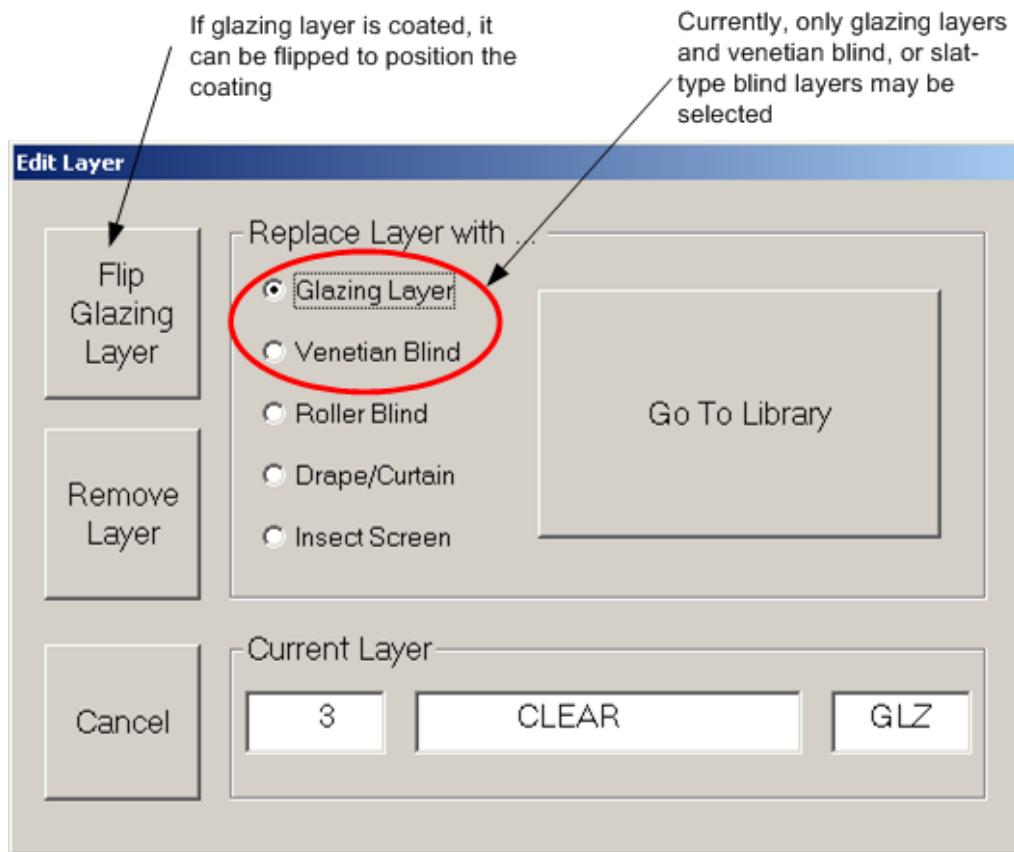 If glazing layer is coated, it
can be flipped to position the
coating
Currently, only glazing layers
and venetian blind, or slat-
type blind layers may be
selected
Edit Layer
Flip
Glazing
Layer
Remove
Layer
Cancel
Replace Layer with ...
Glazing Layer
Venetian Blind
Roller Blind
Drape/Curtain
Insect Screen
Go To Library
Current Layer
3
CLEAR
GLZ